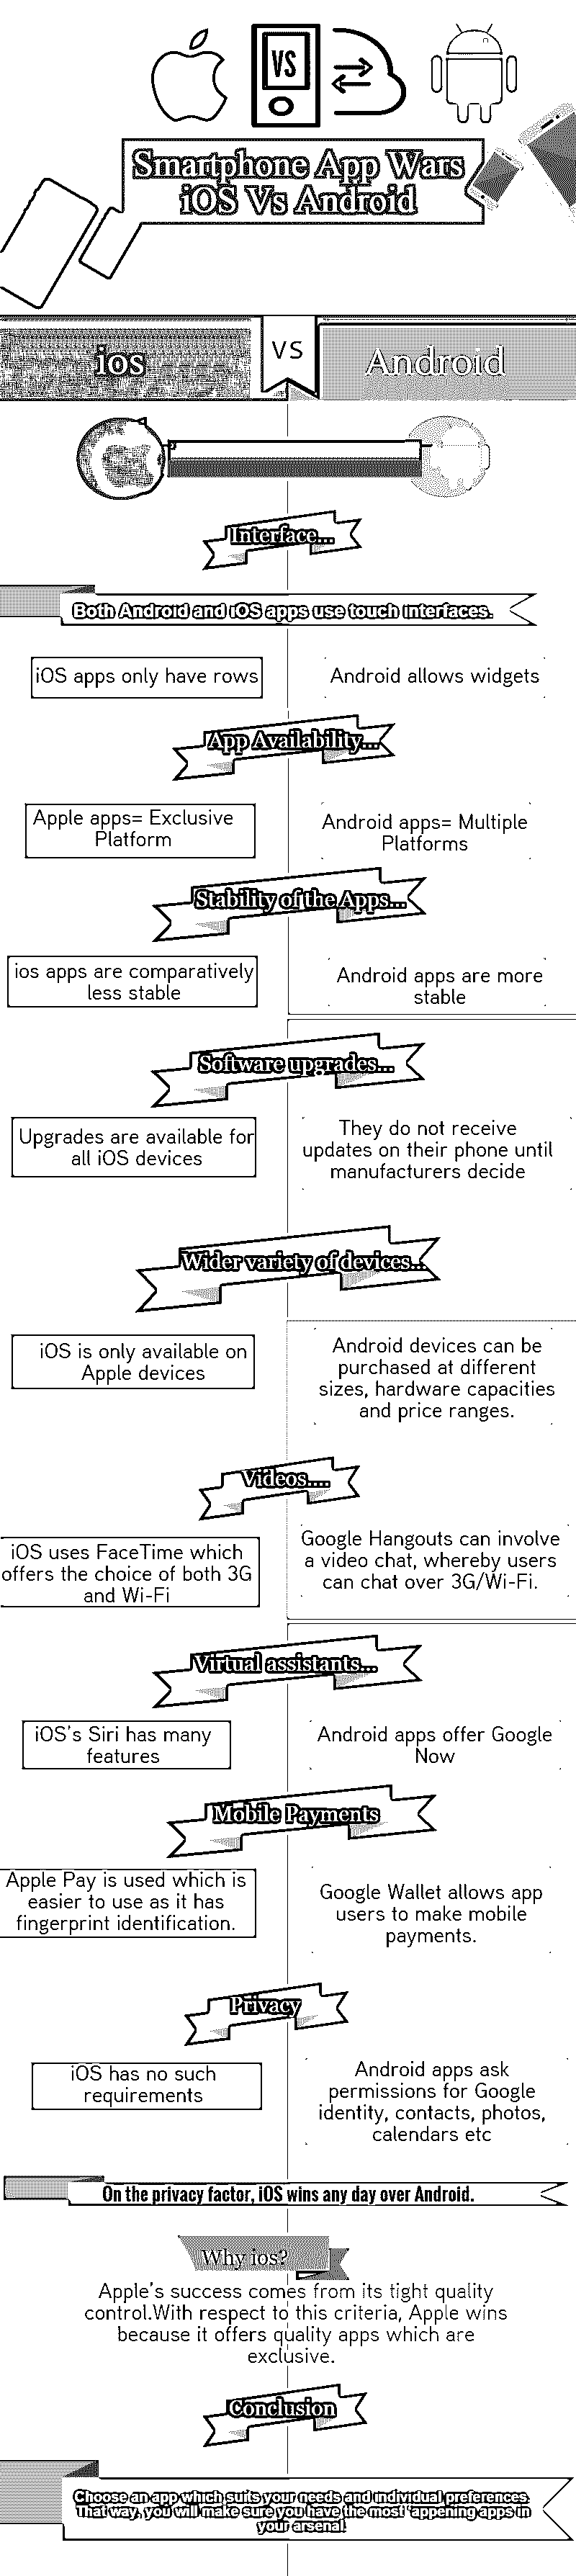 VS
Smartphone App Wars
iOS Vs Android
ios
VS
Android
Interface...
Both Android and iOS apps use touch interfaces.
iOS apps only have rows
Android allows widgets
App Availability...
Apple apps= Exclusive
Platform
Android apps= Multiple
Platforms
Stability of the Apps...
ios apps are comparatively
less stable
Android apps are more
stable
Software upgrades...
Upgrades are available for
all iOS devices
They do not receive
updates on their phone until
manufacturers decide
Wider variety of devices...
iOS is only available on
Apple devices
Android devices can be
purchased at different
sizes, hardware capacities
and price ranges.
Videos....
iOS uses FaceTime which
offers the choice of both 3G
and Wi-Fi
Google Hangouts can involve
a video chat, whereby users
can chat over 3G/Wi-Fi.
Virtual assistants...
iOS's Siri has many
features
Android apps offer Google
Now
Mobile Payments
Apple Pay is used which is
easier to use as it has
fingerprint identification.
Google Wallet allows app
users to make mobile
payments.
Privacy
iOS has no such
requirements
Android apps ask
permissions for Google
identity, contacts, photos,
calendars etc
On the privacy factor, iOS wins any day over Android.
Why ios?
Apple's success comes from its tight quality
control.With respect to this criteria, Apple wins
because it offers quality apps which are
exclusive.
Conclusion
Choose an app which suits your needs and individual preferences.
That way, you will make sure you have the most 'appening apps in
your arsenal.